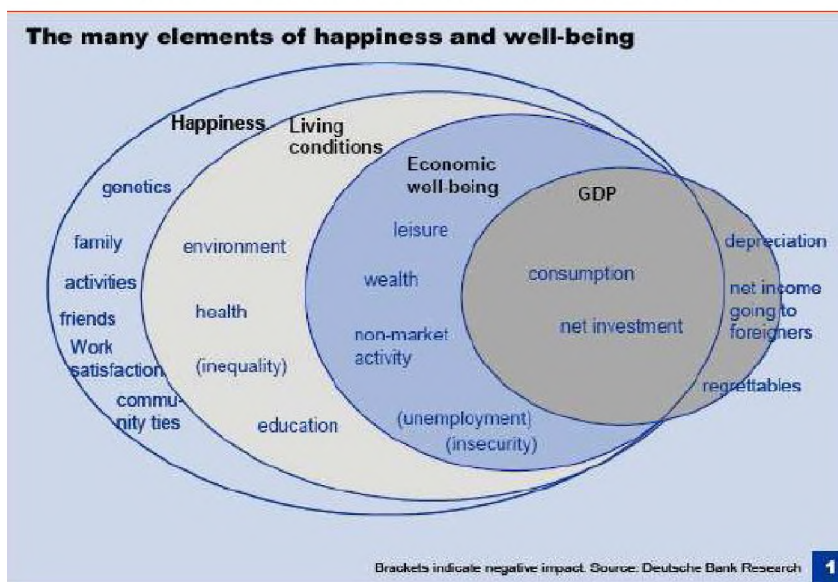 The many elements of happiness and well-being
Happiness
Living
conditions
Economic
well-being
GDP
genetics
family
activities
friends
Work
satisfaction
commu-
nity ties
environment
health
(inequality)
education
leisure
wealth
non-market
activity
(unemployment)
(insecurity)
consumption
net investment
depreciation
net income
going to
foreigners
regrettables
Brackets indicate negative impact. Source: Deutsche Bank Research
1